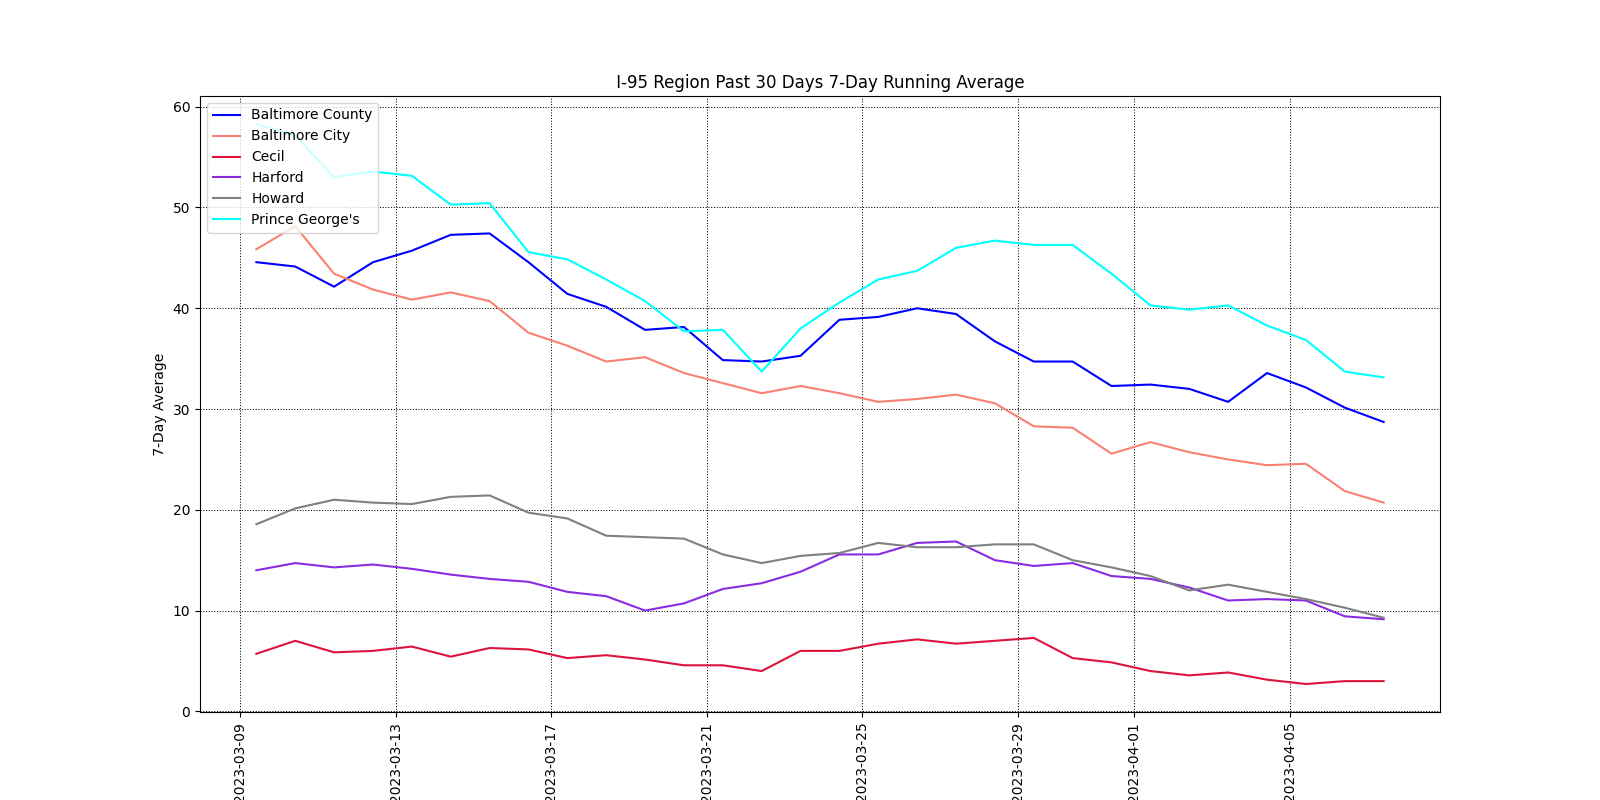 I-95 Region Past 30 Days 7-Day Running Average
Baltimore County
Baltimore City
Cecil
Harford
Howard
Prince George's
7-Day Average
60
50
40
30
20
10
0
2023-03-09
2023-03-13
2023-03-17
2023-03-21
2023-03-25
2023-03-29
2023-04-01
2023-04-05